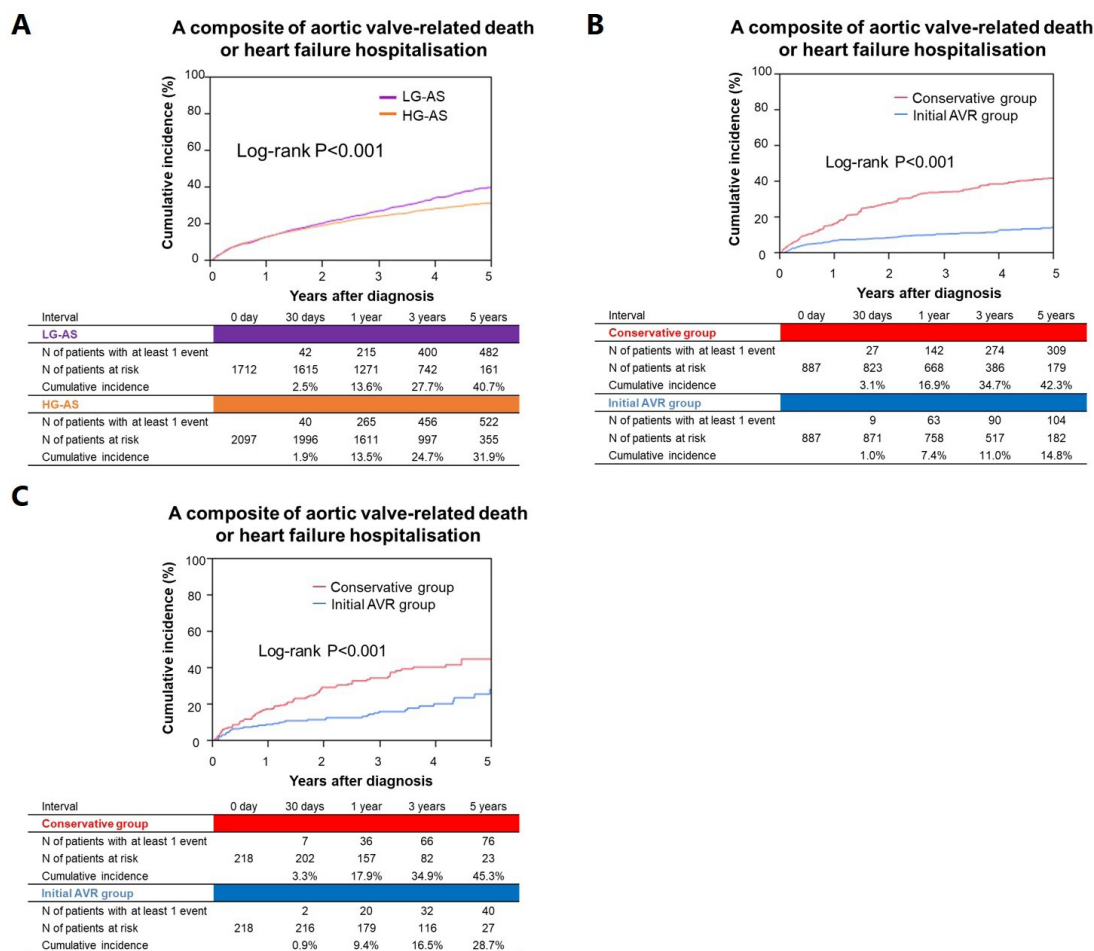 A
A composite of aortic valve-related death
or heart failure hospitalisation
Cumulative incidence (%)
100
80
60
40
20
0
LG-AS
HG-AS
Log-rank P<0.001
0 1 2 3 4 5
Years after diagnosis
Interval 0 day 30 days 1 year 3 years 5 years
LG-AS
N of patients with at least 1 event 42 215 400 482
N of patients at risk 1712 1615 1271 742 161
Cumulative incidence 2.5% 13.6% 27.7% 40.7%
HG-AS
N of patients with at least 1 event 40 265 456 522
N of patients at risk 2097 1996 1611 997 355
Cumulative incidence 1.9% 13.5% 24.7% 31.9%
B
A composite of aortic valve-related death
or heart failure hospitalisation
Cumulative incidence (%)
100
80
60
40
20
0
Conservative group
Initial AVR group
Log-rank P<0.001
0 1 2 3 4 5
Years after diagnosis
Interval 0 day 30 days 1 year 3 years 5 years
Conservative group
N of patients with at least 1 event 27 142 274 309
N of patients at risk 887 823 668 386 179
Cumulative incidence 3.1% 16.9% 34.7% 42.3%
Initial AVR group
N of patients with at least 1 event 9 63 90 104
N of patients at risk 887 871 758 517 182
Cumulative incidence 1.0% 7.4% 11.0% 14.8%
C
A composite of aortic valve-related death
or heart failure hospitalisation
Cumulative incidence (%)
100
80
60
40
20
0
Conservative group
Initial AVR group
Log-rank P<0.001
0 1 2 3 4 5
Years after diagnosis
Interval 0 day 30 days 1 year 3 years 5 years
Conservative group
N of patients with at least 1 event 7 36 66 76
N of patients at risk 218 202 157 82 23
Cumulative incidence 3.3% 17.9% 34.9% 45.3%
Initial AVR group
N of patients with at least 1 event 2 20 32 40
N of patients at risk 218 216 179 116 27
Cumulative incidence 0.9% 9.4% 16.5% 28.7%